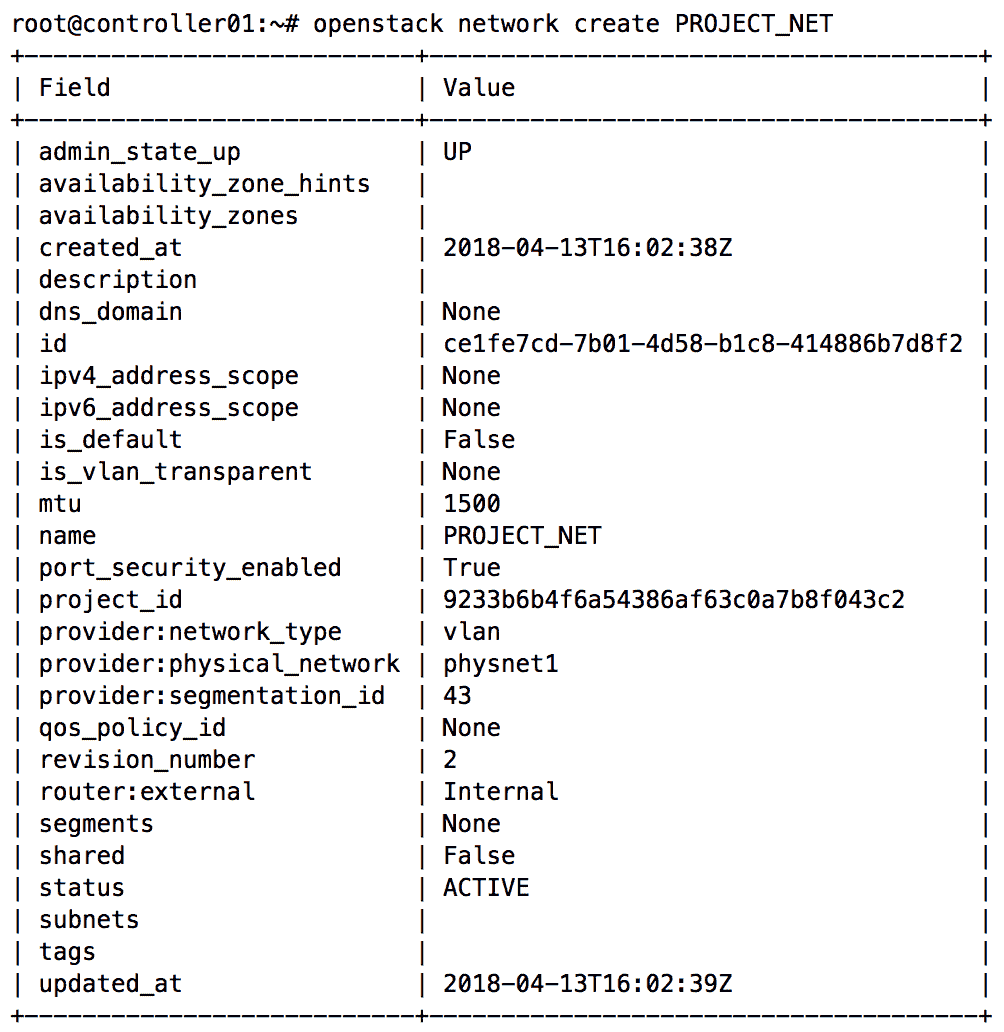 root@controller01:~# openstack network create PROJECT_NET
+---------------------------+--------------------------------------+
| Field                     | Value                                |
+---------------------------+--------------------------------------+
| admin_state_up            | UP                                   |
| availability_zone_hints   |                                      |
| availability_zones        |                                      |
| created_at                | 2018-04-13T16:02:38Z                 |
| description               |                                      |
| dns_domain                | None                                 |
| id                        | ce1fe7cd-7b01-4d58-b1c8-414886b7d8f2 |
| ipv4_address_scope        | None                                 |
| ipv6_address_scope        | None                                 |
| is_default                | False                                |
| is_vlan_transparent       | None                                 |
| mtu                       | 1500                                 |
| name                      | PROJECT_NET                          |
| port_security_enabled     | True                                 |
| project_id                | 9233b6b4f6a54386af63c0a7b8f043c2     |
| provider:network_type     | vlan                                 |
| provider:physical_network | physnet1                             |
| provider:segmentation_id  | 43                                   |
| qos_policy_id             | None                                 |
| revision_number           | 2                                    |
| router:external           | Internal                             |
| segments                  | None                                 |
| shared                    | False                                |
| status                    | ACTIVE                               |
| subnets                   |                                      |
| tags                      |                                      |
| updated_at                | 2018-04-13T16:02:39Z                 |
+---------------------------+--------------------------------------+